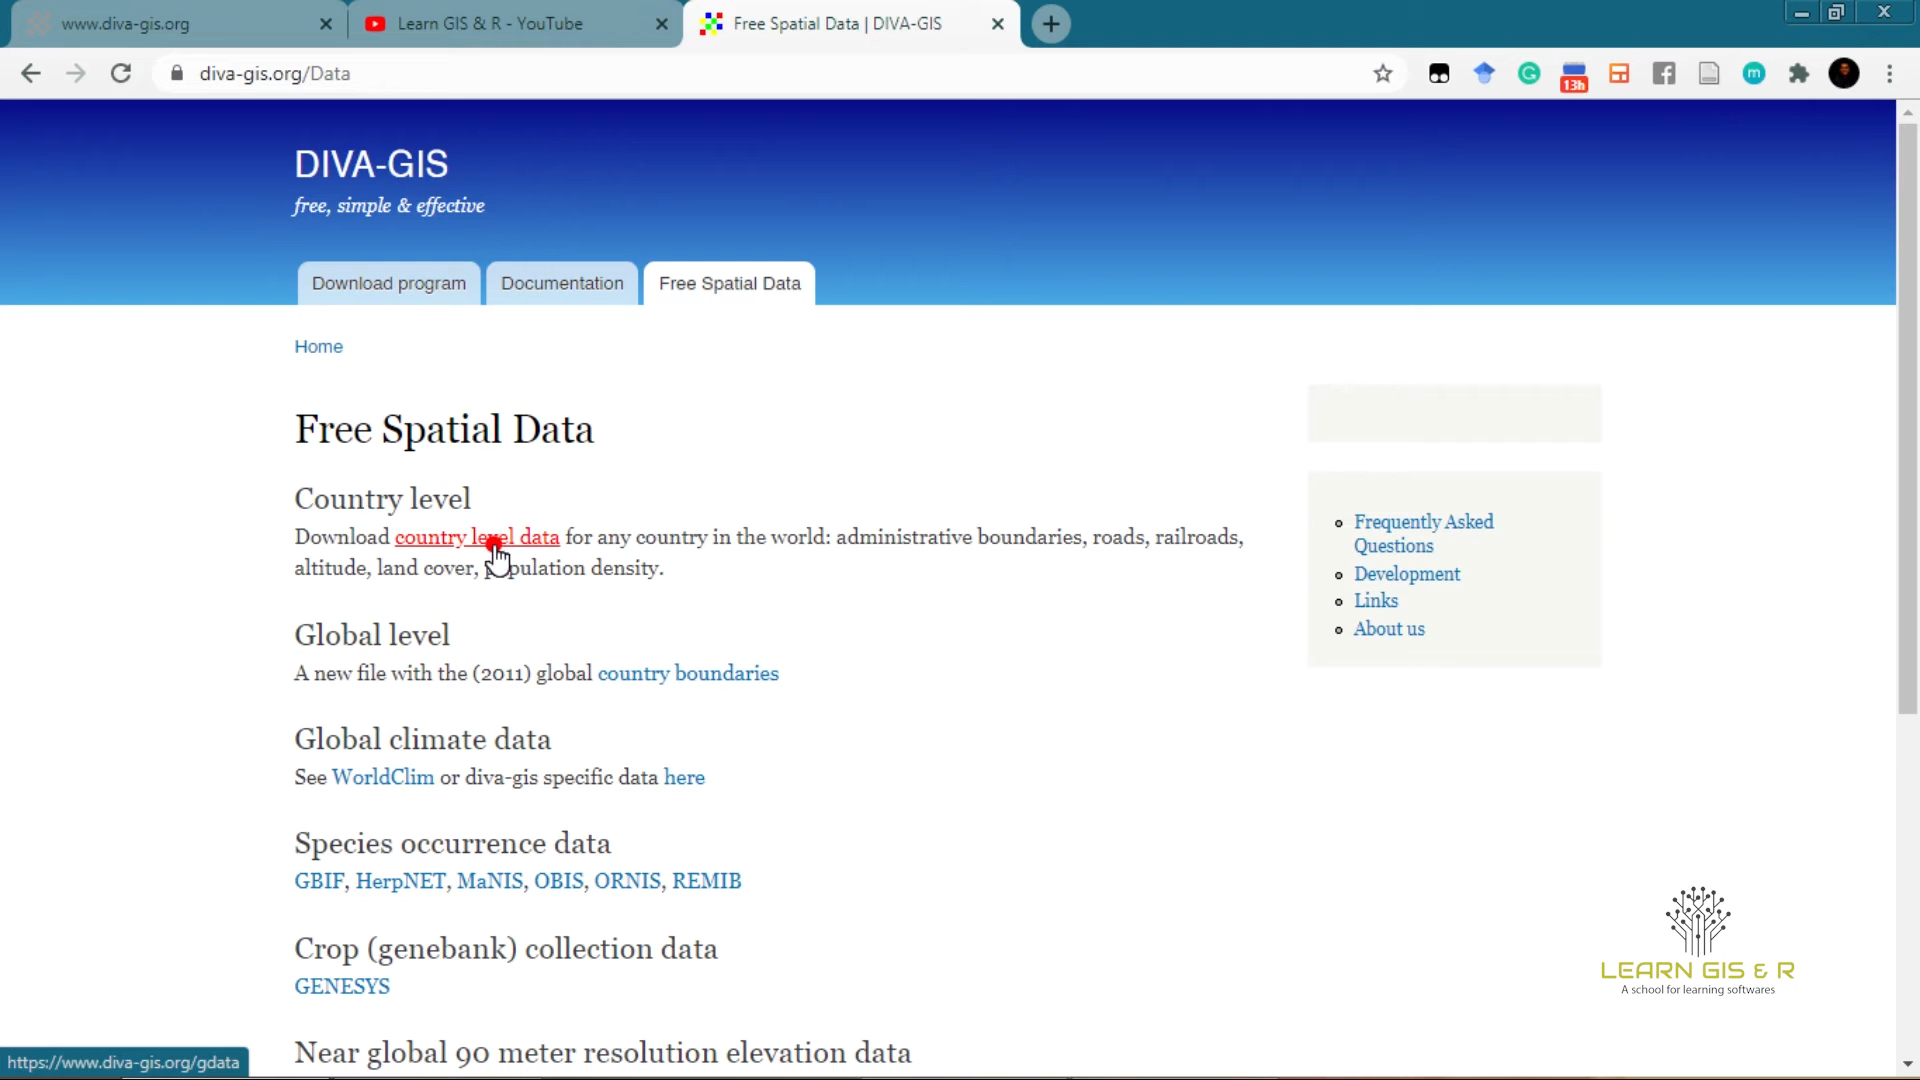 www.diva-gis.org
Learn GIS & R - YouTube
Free Spatial Data | DIVA-GIS
diva-gis.org/Data
13h
DIVA-GIS
free, simple & effective
Download program
Documentation
Free Spatial Data
Home
Free Spatial Data
Country level
Download country level data for any country in the world: administrative boundaries, roads, railroads,
altitude, land cover, population density.
Global level
A new file with the (2011) global country boundaries
Global climate data
See WorldClim or diva-gis specific data here
Species occurrence data
GBIF, HerpNET, MaNIS, OBIS, ORNIS, REMIB
Crop (genebank) collection data
GENESYS
Near global 90 meter resolution elevation data
Frequently Asked
Questions
Development
Links
About us
LEARN GIS & R
A school for learning softwares
https://www.diva-gis.org/gdata